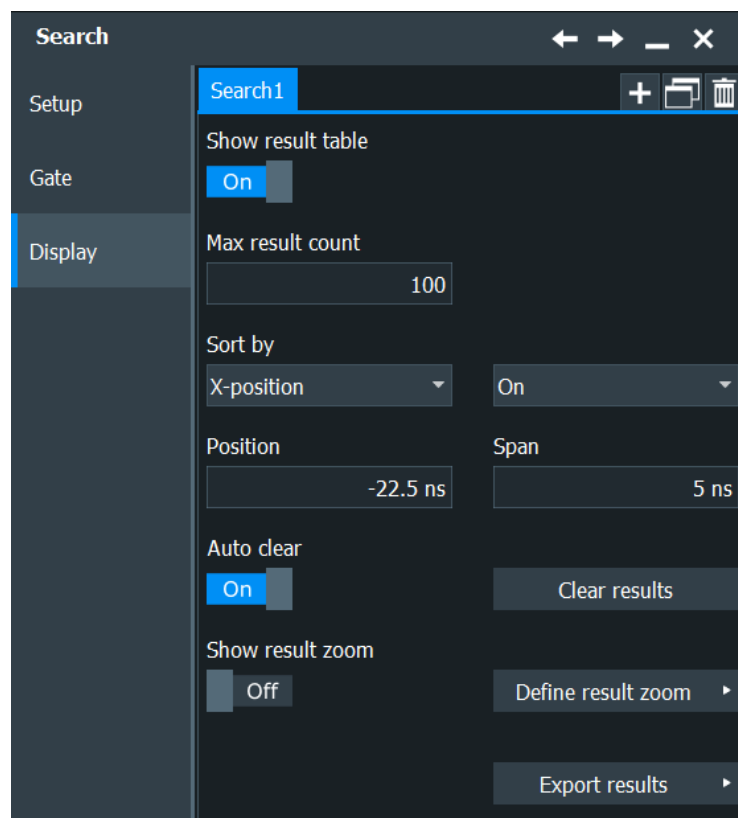 Search
Setup
Gate
Display
Search1
Show result table
On
Max result count
100
Sort by
X-position
On
Position
Span
-22.5 ns
5 ns
Auto clear
On
Clear results
Show result zoom
Off
Define result zoom
Export results